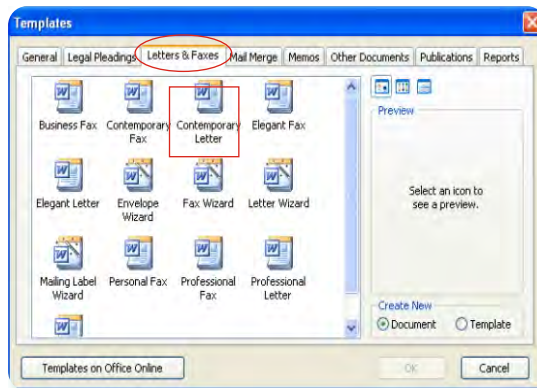 Templates
General Legal Pleadings Letters & Faxes Mail Merge Memos Other Documents Publications Reports
Business Fax Contemporary Fax Contemporary Letter Elegant Fax
Elegant Letter Envelope Wizard Fax Wizard Letter Wizard
Mailing Label Wizard Personal Fax Professional Fax Professional Letter
Preview
Select an icon to
see a preview.
Create New
Document Template
Templates on Office Online OK Cancel